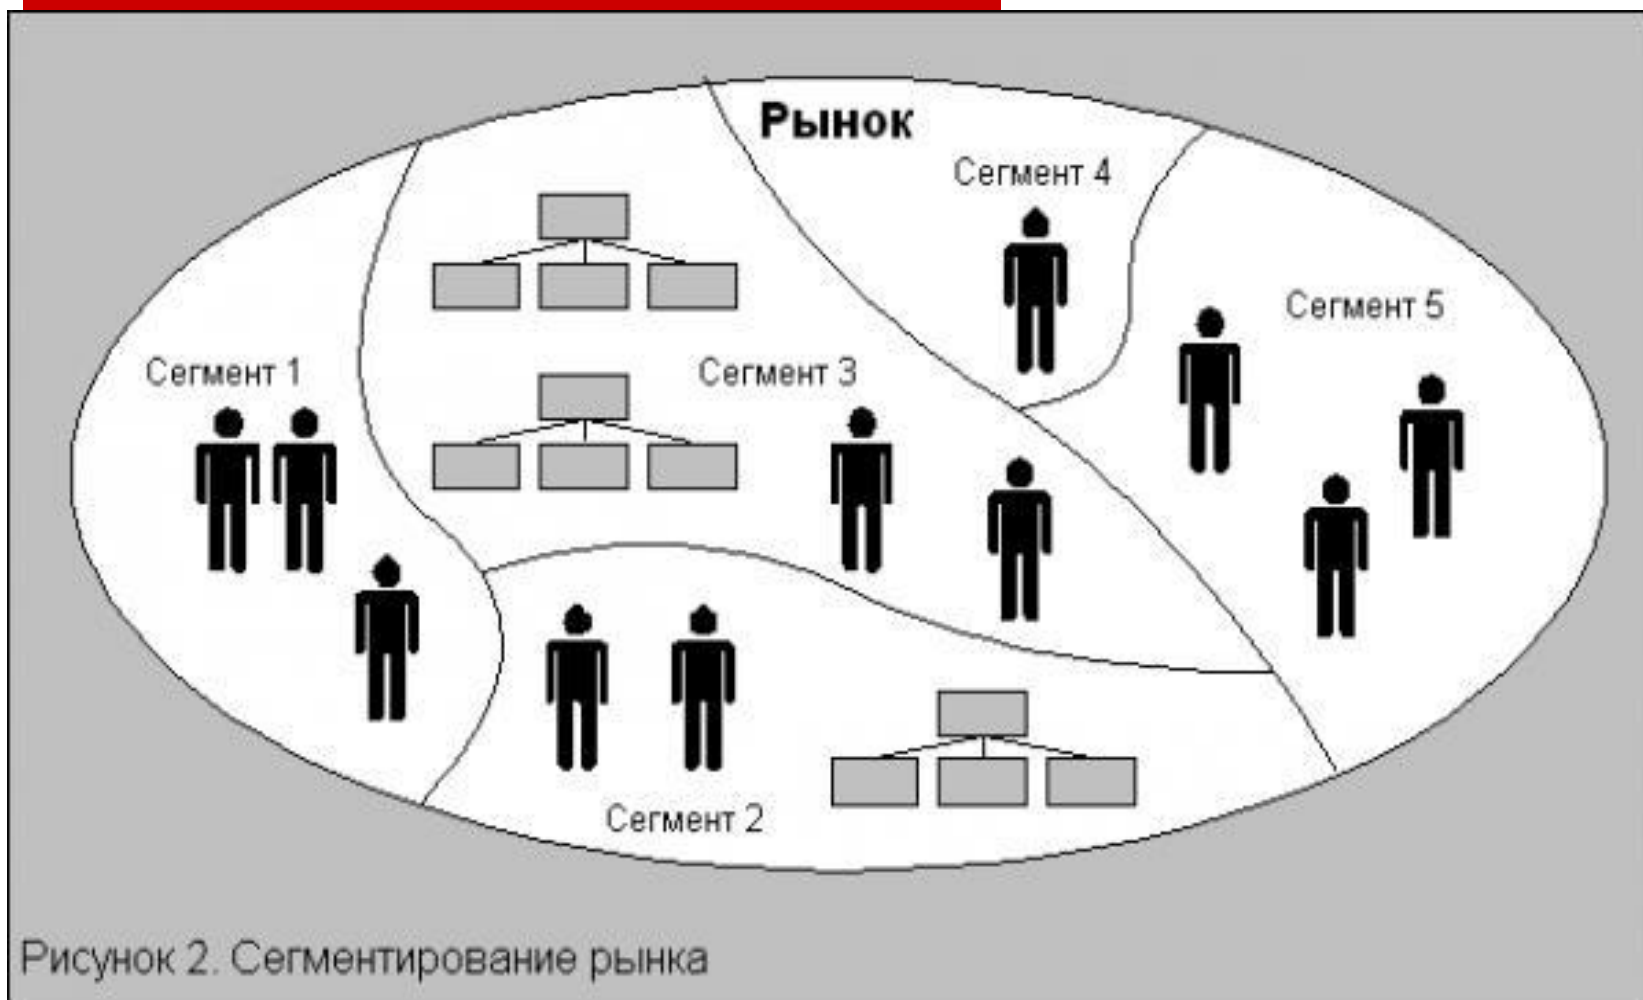 Рынок
Сегмент 4
Сегмент 5
Сегмент 1
Сегмент 3
Сегмент 2
Рисунок 2. Сегментирование рынка